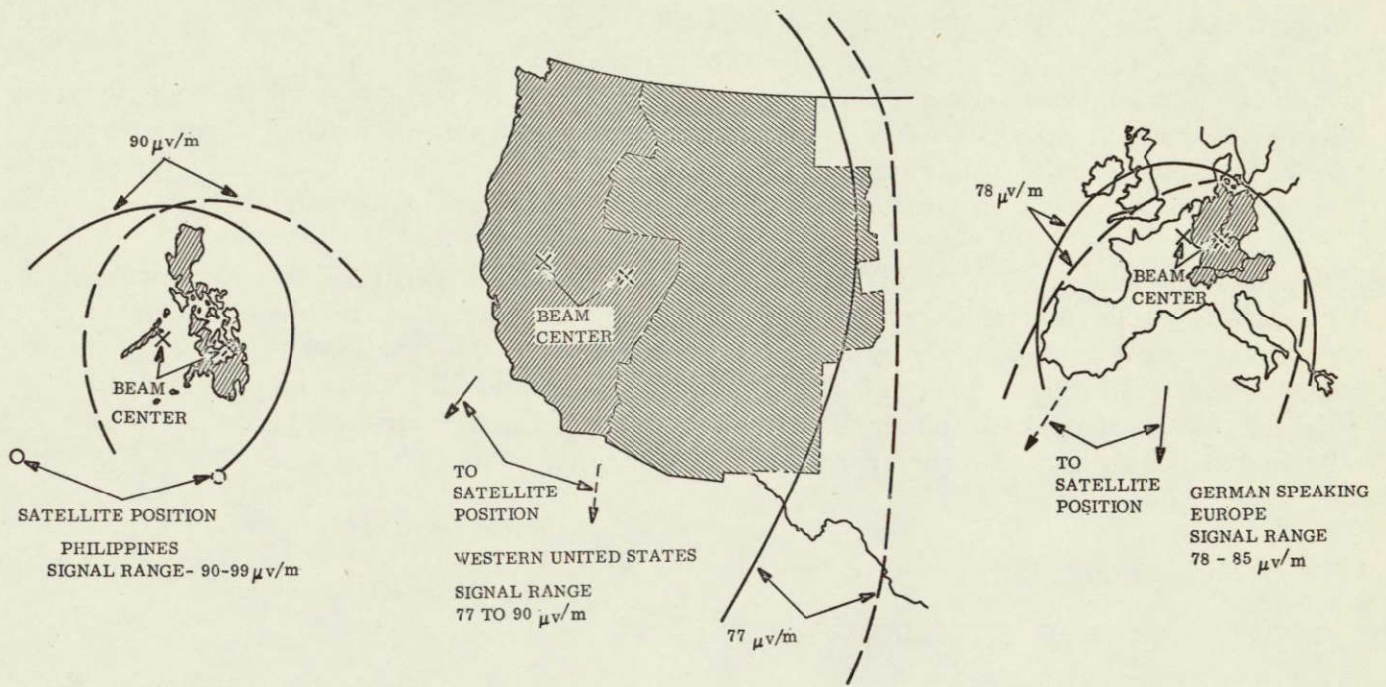 90 μv/m
BEAM
CENTER
SATELLITE POSITION
PHILIPPINES
SIGNAL RANGE- 90-99 μv/m
BEAM
CENTER
TO
SATELLITE
POSITION
WESTERN UNITED STATES
SIGNAL RANGE
77 TO 90 μv/m
77 μv/m
78 μv/m
BEAM
CENTER
TO
SATELLITE
POSITION
GERMAN SPEAKING
EUROPE
SIGNAL RANGE
78 - 85 μv/m